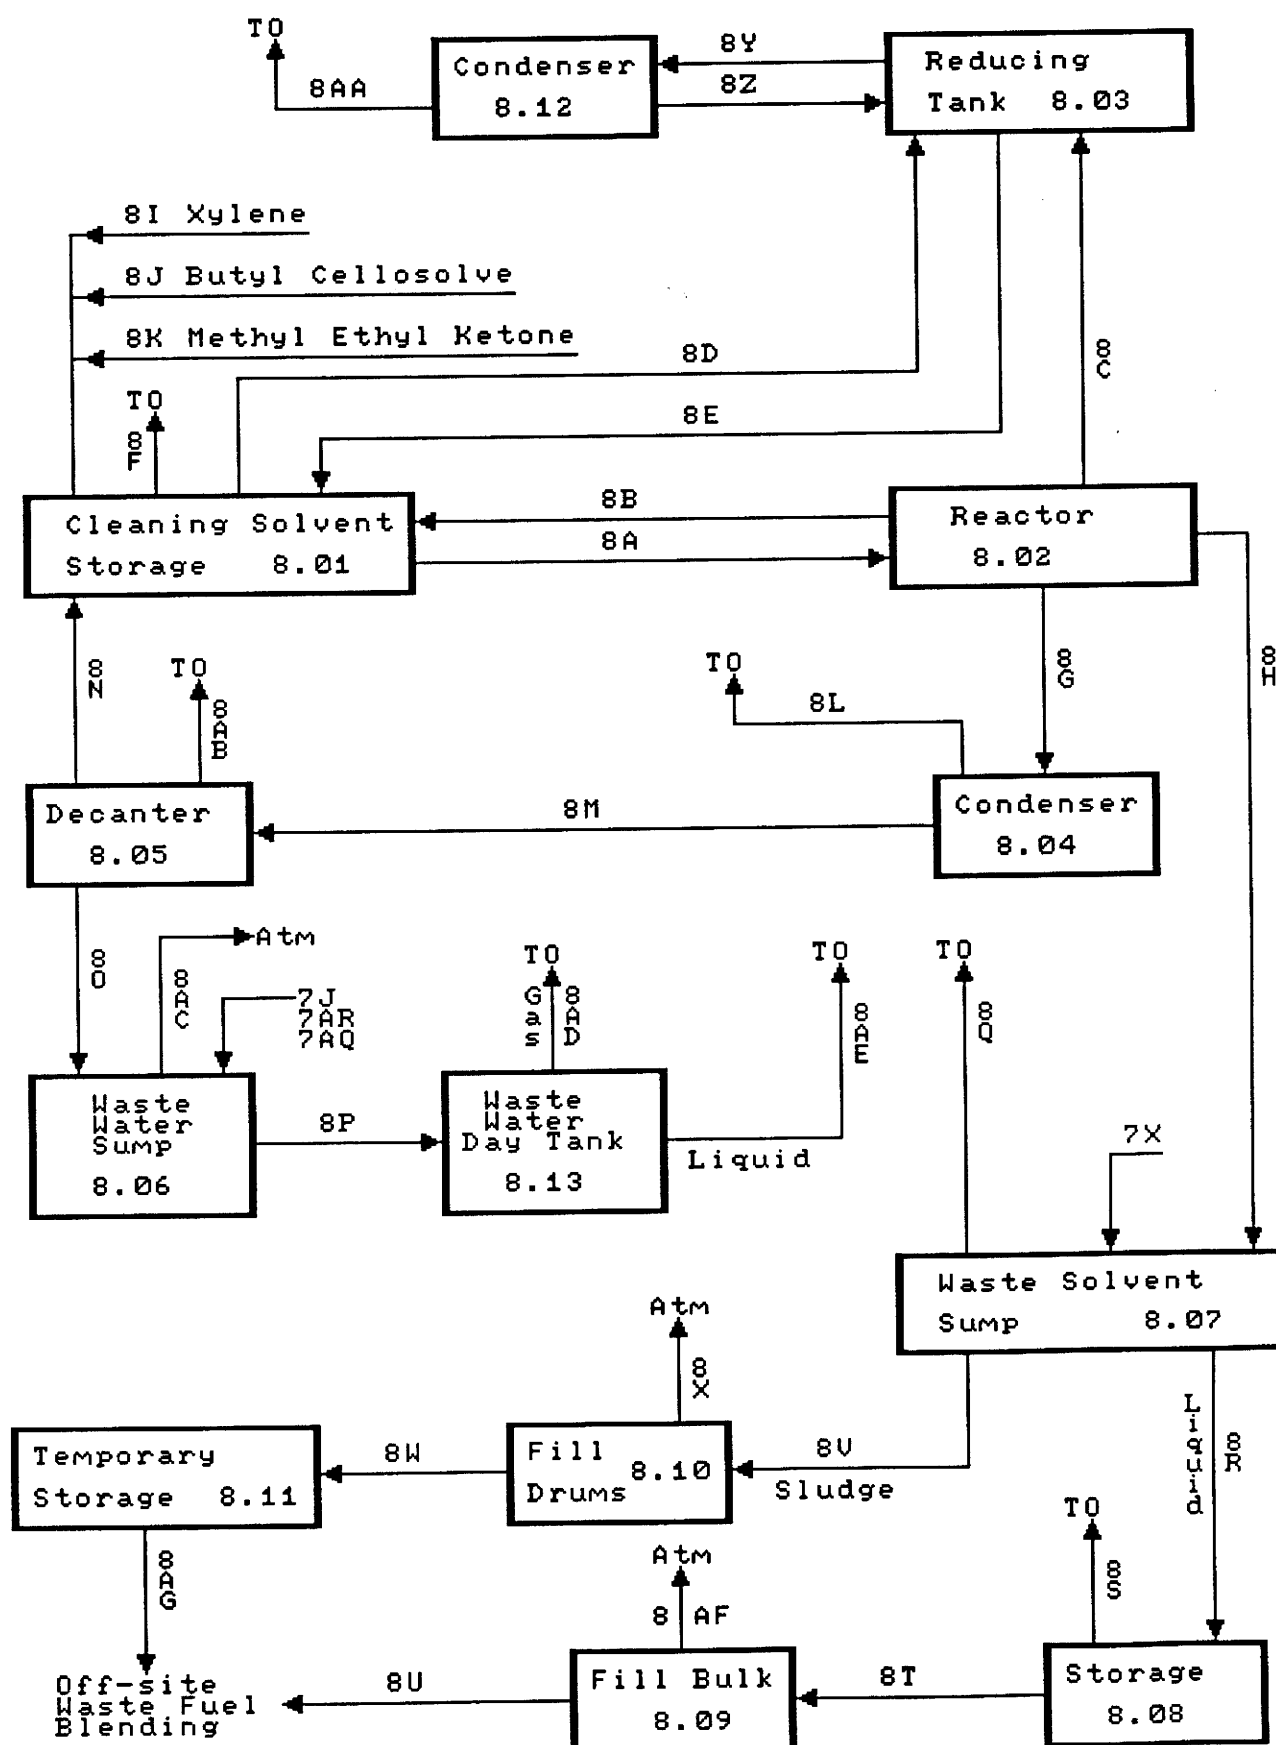 TO
8Y
Condenser
8.12
Reducing
Tank 8.03
8AA
8Z
8I Xylene
8J Butyl Cellosolve
8K Methyl Ethyl Ketone
8D
8C
TO
8F
8E
8B
Cleaning Solvent
Storage 8.01
8A
Reactor
8.02
8N
TO
8AB
TO
8L
8G
8H
Decanter
8.05
8M
Condenser
8.04
8O
Atm
8AC
7J
7AR
7AQ
TO
Gas
8AD
TO
8AE
TO
8Q
Waste
Water
Sump
8.06
8P
Waste
Water
Day Tank
8.13
Liquid
7X
Waste Solvent
Sump 8.07
Atm
8X
Liquid
8R
Temporary
Storage 8.11
8W
Fill
Drums
8.10
8V
Sludge
TO
8S
8AG
Atm
8 AF
Off-site
Waste Fuel
Blending
8U
Fill Bulk
8.09
8T
Storage
8.08